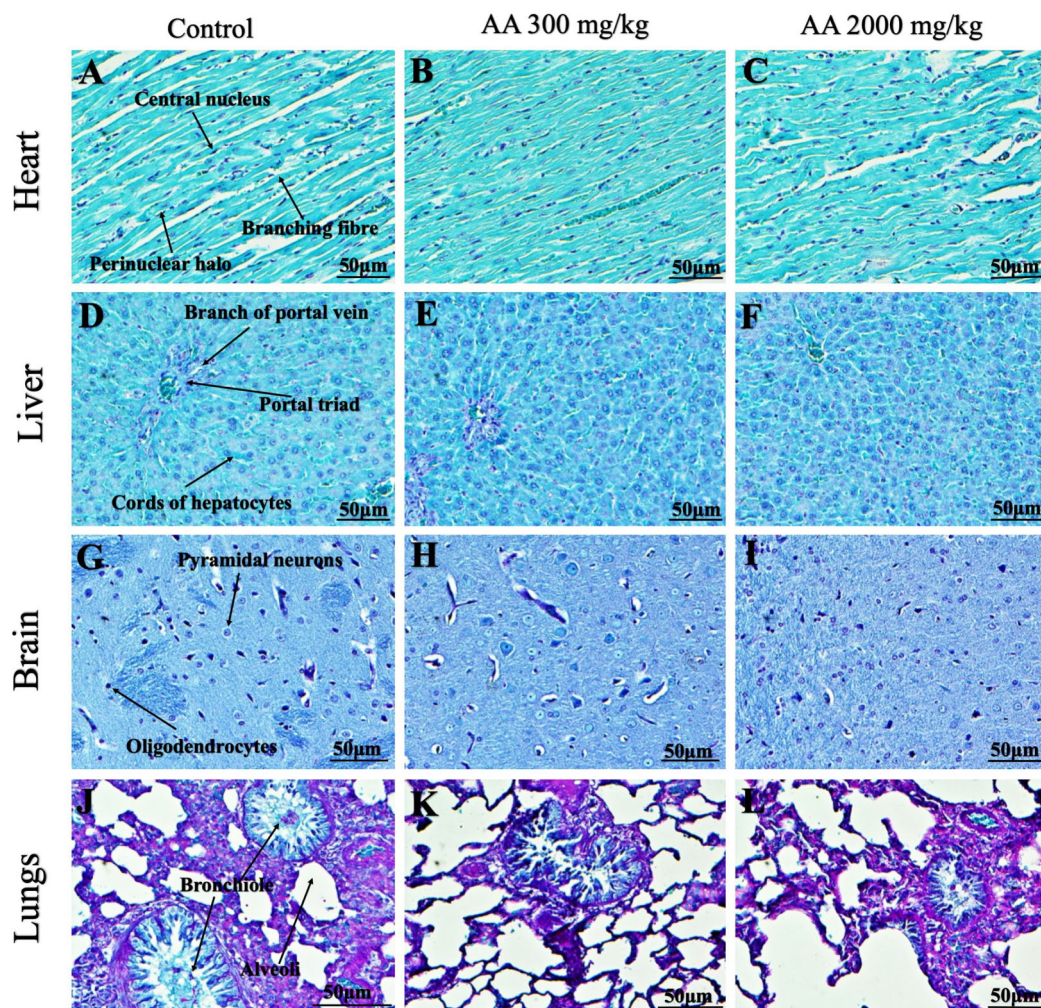 Control
AA 300 mg/kg
AA 2000 mg/kg
Heart
A
Central nucleus
Branching fibre
Perinuclear halo
50µm
B
50µm
C
50µm
Liver
D
Branch of portal vein
Portal triad
Cords of hepatocytes
50µm
E
50µm
F
50µm
Brain
G
Pyramidal neurons
Oligodendrocytes
50µm
H
50µm
I
50µm
Lungs
J
Bronchiole
Alveoli
50µm
K
50µm
L
50µm